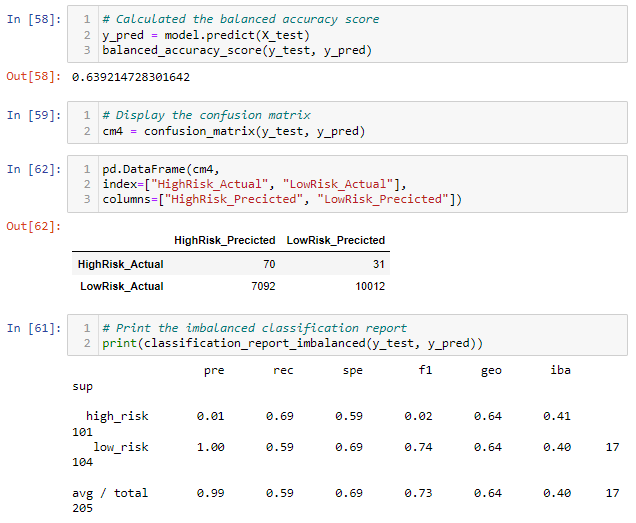 In [58]: 1 # Calculated the balanced accuracy score
2 y_pred = model.predict(X_test)
3 balanced_accuracy_score(y_test, y_pred)
Out[58]: 0.639214728301642
In [59]: 1 # Display the confusion matrix
2 cm4 = confusion_matrix(y_test, y_pred)
In [62]: 1 pd.DataFrame(cm4,
2 index=["HighRisk_Actual", "LowRisk_Actual"],
3 columns=["HighRisk_Precicted", "LowRisk_Precicted"])
Out[62]:
HighRisk_Precicted LowRisk_Precicted
HighRisk_Actual 70 31
LowRisk_Actual 7092 10012
In [61]: 1 # Print the imbalanced classification report
2 print(classification_report_imbalanced(y_test, y_pred))
pre rec spe f1 geo iba
sup
high_risk 0.01 0.69 0.59 0.02 0.64 0.41
101
low_risk 1.00 0.59 0.69 0.74 0.64 0.40 17
104
avg / total 0.99 0.59 0.69 0.73 0.64 0.40 17
205